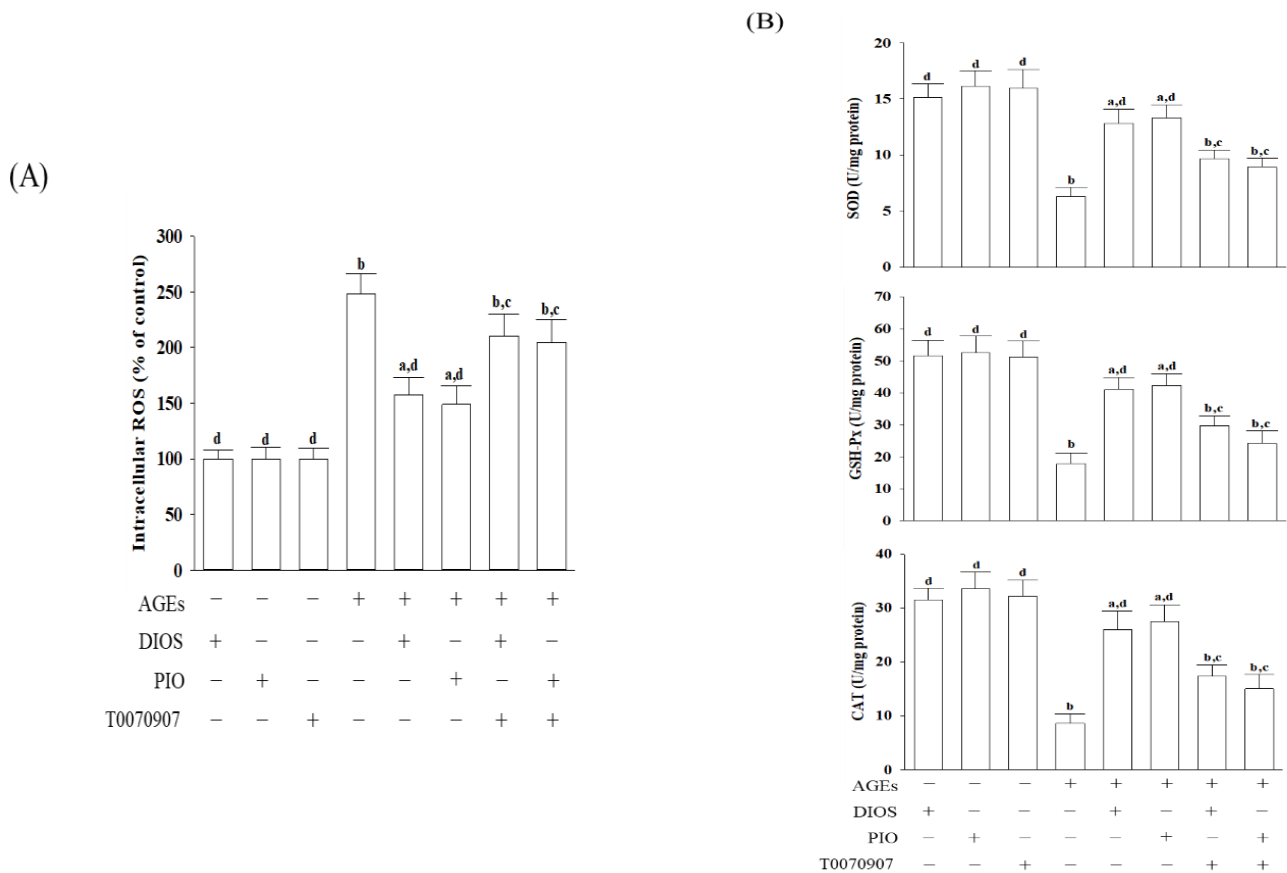 (A)
Intracellular ROS (% of control)
300
250
200
150
100
50
0
d d d b a,d a,d b,c b,c
AGEs − − − + + + + +
DIOS + − − − + − + −
PIO − + − − − + − +
T0070907 − − + − − − + +
(B)
SOD (U/mg protein)
20
15
10
5
0
d d d b a,d a,d b,c b,c
GSH-Px (U/mg protein)
70
60
50
40
30
20
10
0
d d d b a,d a,d b,c b,c
CAT (U/mg protein)
40
30
20
10
0
d d d b a,d a,d b,c b,c
AGEs − − − + + + + +
DIOS + − − − + − + −
PIO − + − − − + − +
T0070907 − − + − − − + +